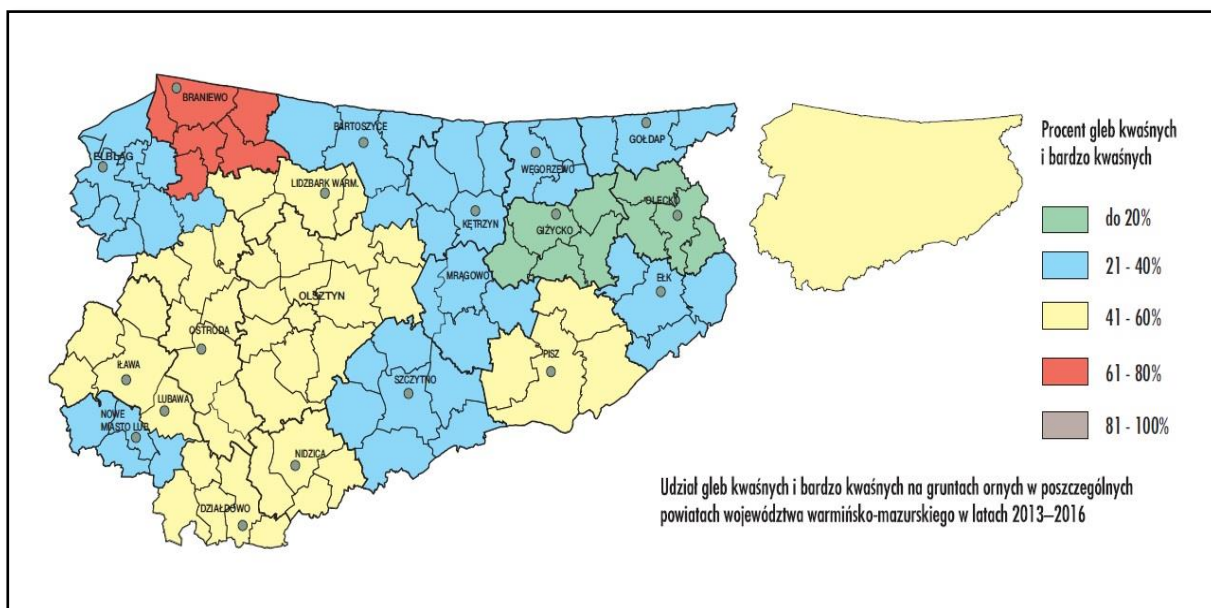 BRANIEWO
BARTOSZYCE
GOŁDAP
ELBLĄG
WĘGORZEWO
LIDZBARK WARM.
OLECKO
KĘTRZYN
GIŻYCKO
MRĄGOWO
EŁK
OLSZTYN
OSTRÓDA
PISZ
IŁAWA
SZCZYTNO
LUBAWA
NOWE
MIASTO LUB.
NIDZICA
DZIAŁDOWO
Procent gleb kwaśnych
i bardzo kwaśnych
do 20%
21 - 40%
41 - 60%
61 - 80%
81 - 100%
Udział gleb kwaśnych i bardzo kwaśnych na gruntach ornych w poszczególnych
powiatach województwa warmińsko-mazurskiego w latach 2013–2016